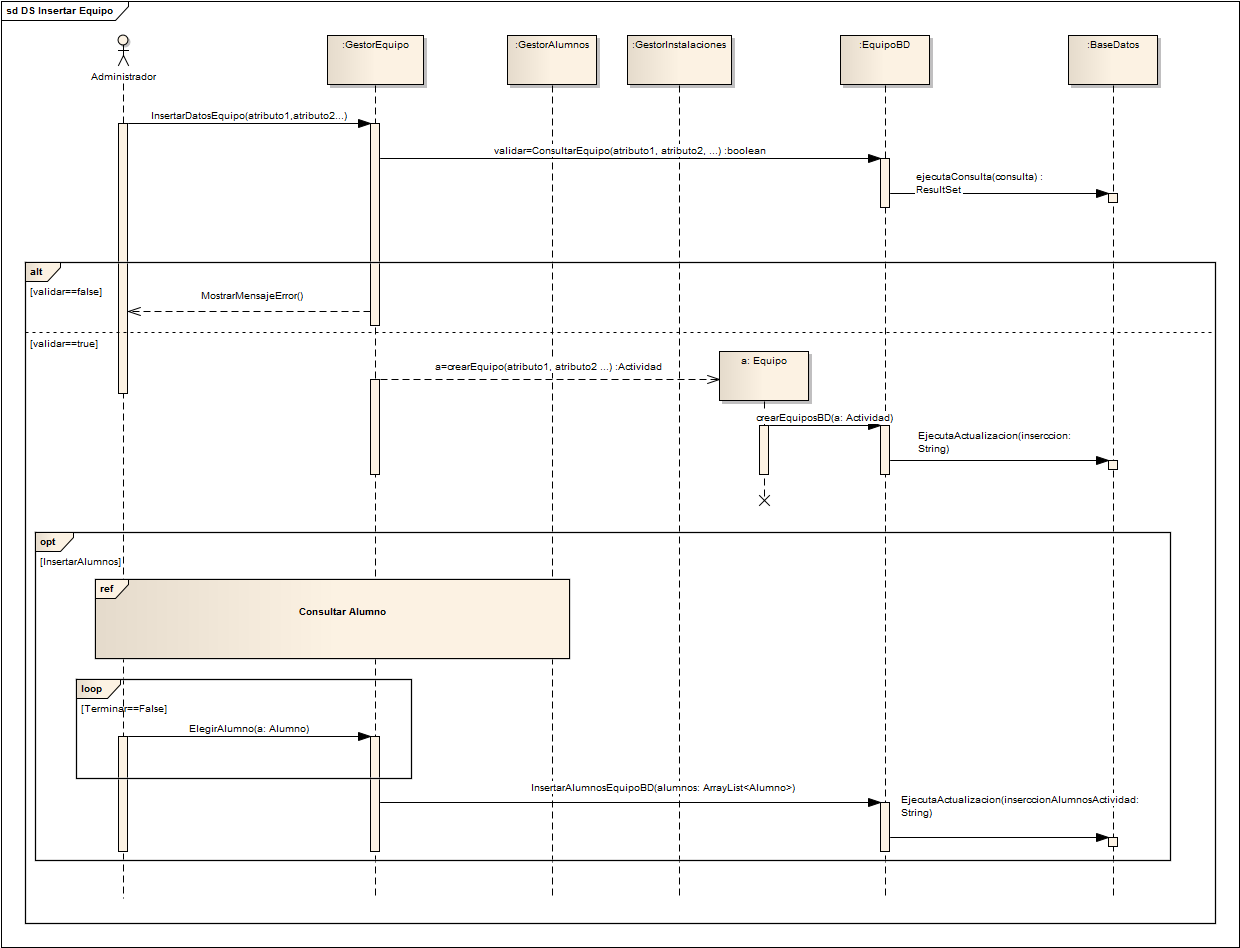 sd DS Insertar Equipo
Administrador
:GestorEquipo
:GestorAlumnos
:GestorInstalaciones
:EquipoBD
:BaseDatos
InsertarDatosEquipo(atributo1,atributo2...)
validar=ConsultarEquipo(atributo1, atributo2, ...) :boolean
ejecutaConsulta(consulta) :
ResultSet
alt
[validar==false]
MostrarMensajeError()
[validar==true]
a=crearEquipo(atributo1, atributo2 ...) :Actividad
a: Equipo
crearEquiposBD(a: Actividad)
EjecutaActualizacion(inserccion:
String)
opt
[InsertarAlumnos]
ref
Consultar Alumno
loop
[Terminar==False]
ElegirAlumno(a: Alumno)
InsertarAlumnosEquipoBD(alumnos: ArrayList<Alumno>)
EjecutaActualizacion(inserccionAlumnosActividad:
String)